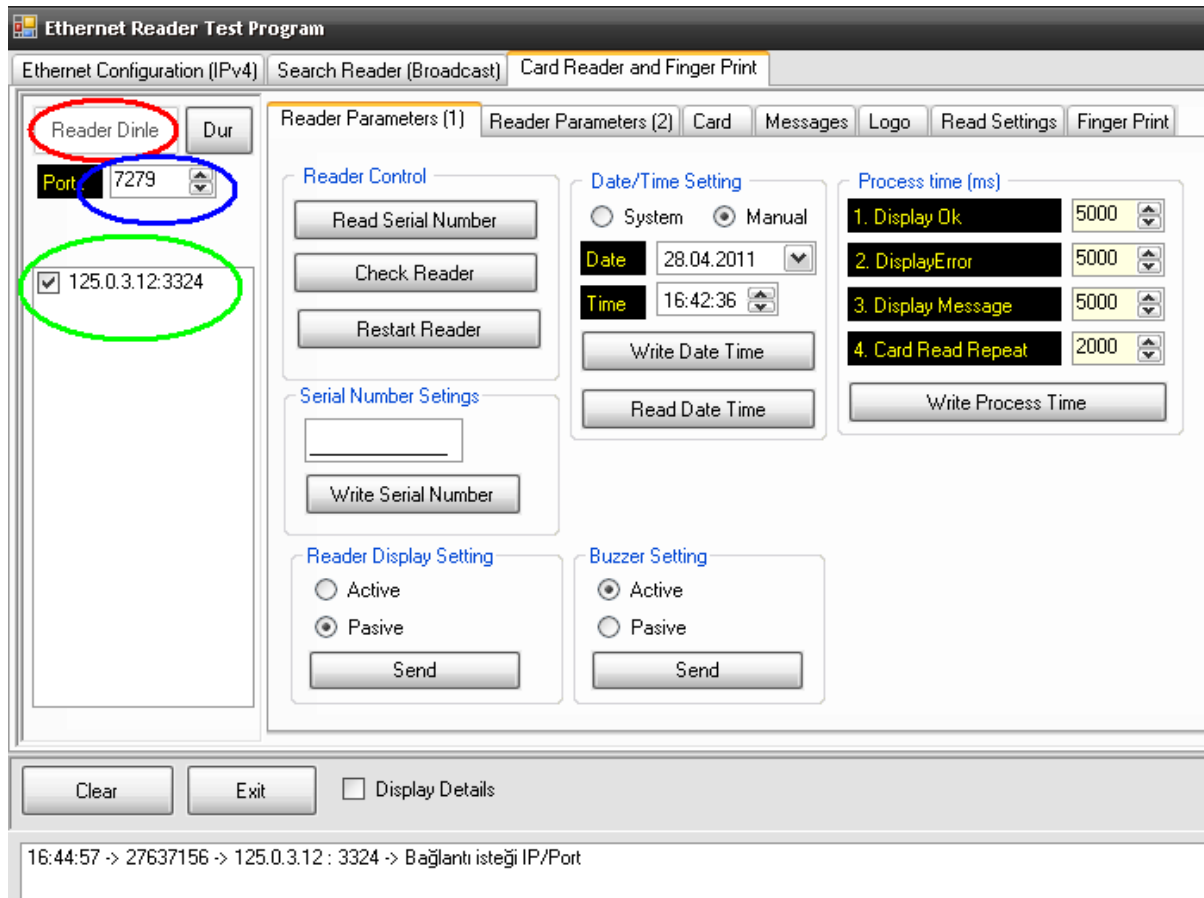 Ethernet Reader Test Program
Ethernet Configuration (IPv4) Search Reader (Broadcast) Card Reader and Finger Print
Reader Dinle Dur
Port: 7279
125.0.3.12:3324
Reader Parameters (1) Reader Parameters (2) Card Messages Logo Read Settings Finger Print
Reader Control
Read Serial Number
Check Reader
Restart Reader
Serial Number Setings
Write Serial Number
Reader Display Setting
Active
Pasive
Send
Date/Time Setting
System Manual
Date 28.04.2011
Time 16:42:36
Write Date Time
Read Date Time
Buzzer Setting
Active
Pasive
Send
Process time (ms)
1. Display Ok 5000
2. DisplayError 5000
3. Display Message 5000
4. Card Read Repeat 2000
Write Process Time
Clear Exit Display Details
16:44:57 -> 27637156 -> 125.0.3.12 : 3324 -> Bağlantı isteği IP/Port